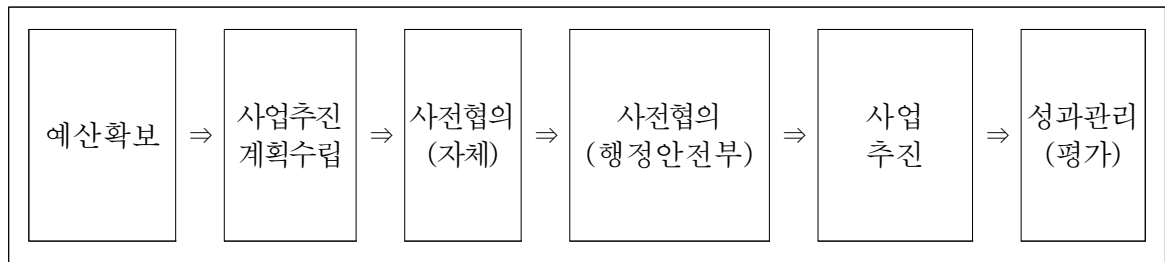 예산확보
⇒
사업추진
계획수립
⇒
사전협의
(자체)
⇒
사전협의
(행정안전부)
⇒
사업
추진
⇒
성과관리
(평가)